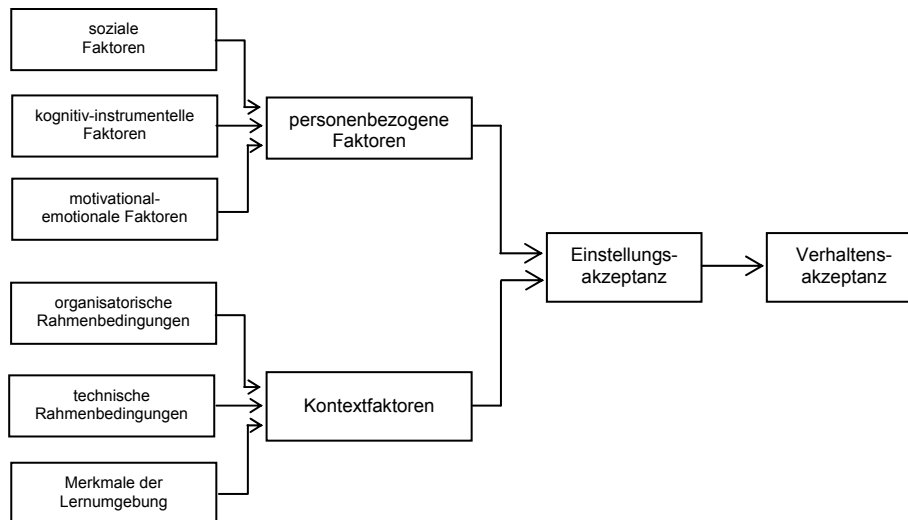 soziale
Faktoren
kognitiv-instrumentelle
Faktoren
motivational-
emotionale Faktoren
personenbezogene
Faktoren
organisatorische
Rahmenbedingungen
technische
Rahmenbedingungen
Merkmale der
Lernumgebung
Kontextfaktoren
Einstellungs-
akzeptanz
Verhaltens-
akzeptanz